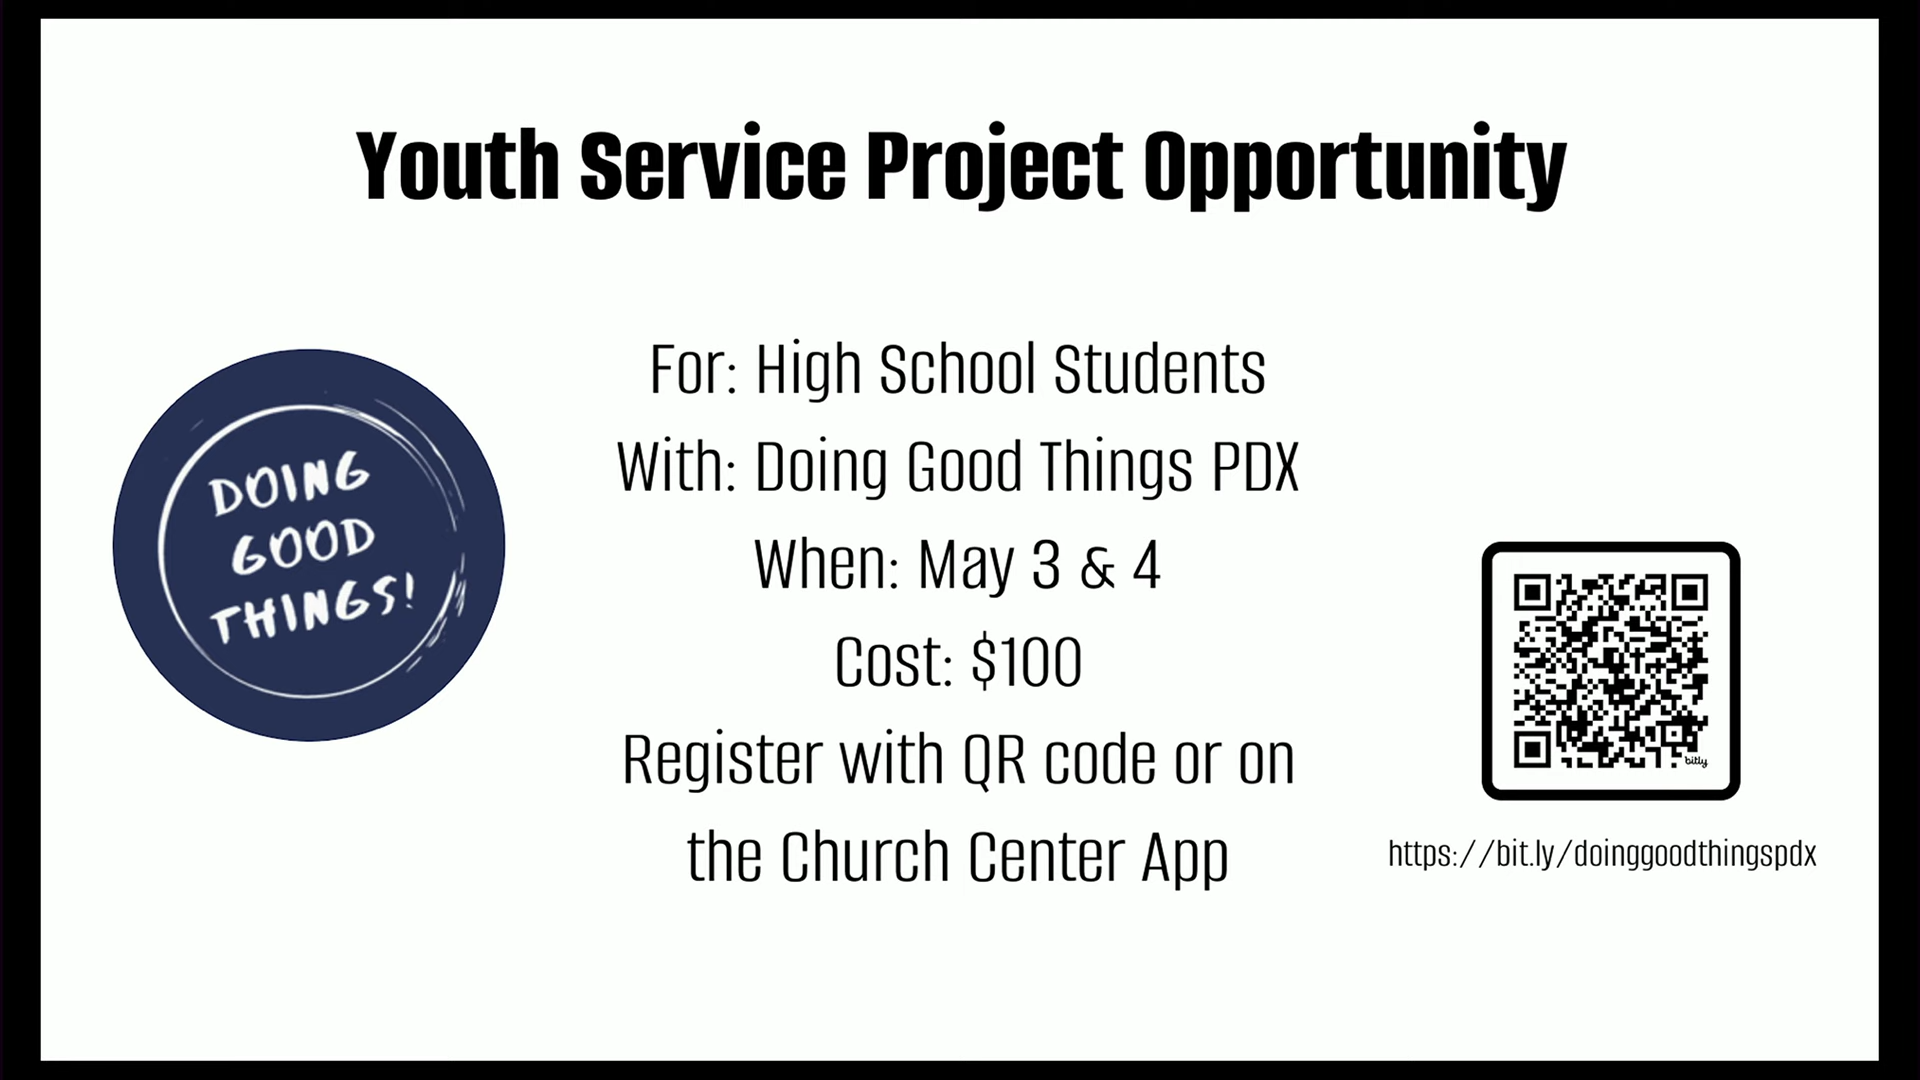 Youth Service Project Opportunity
DOING
GOOD
THINGS!
For: High School Students
With: Doing Good Things PDX
When: May 3 & 4
Cost: $100
Register with QR code or on
the Church Center App
bitly
https://bit.ly/doinggoodthingspdx